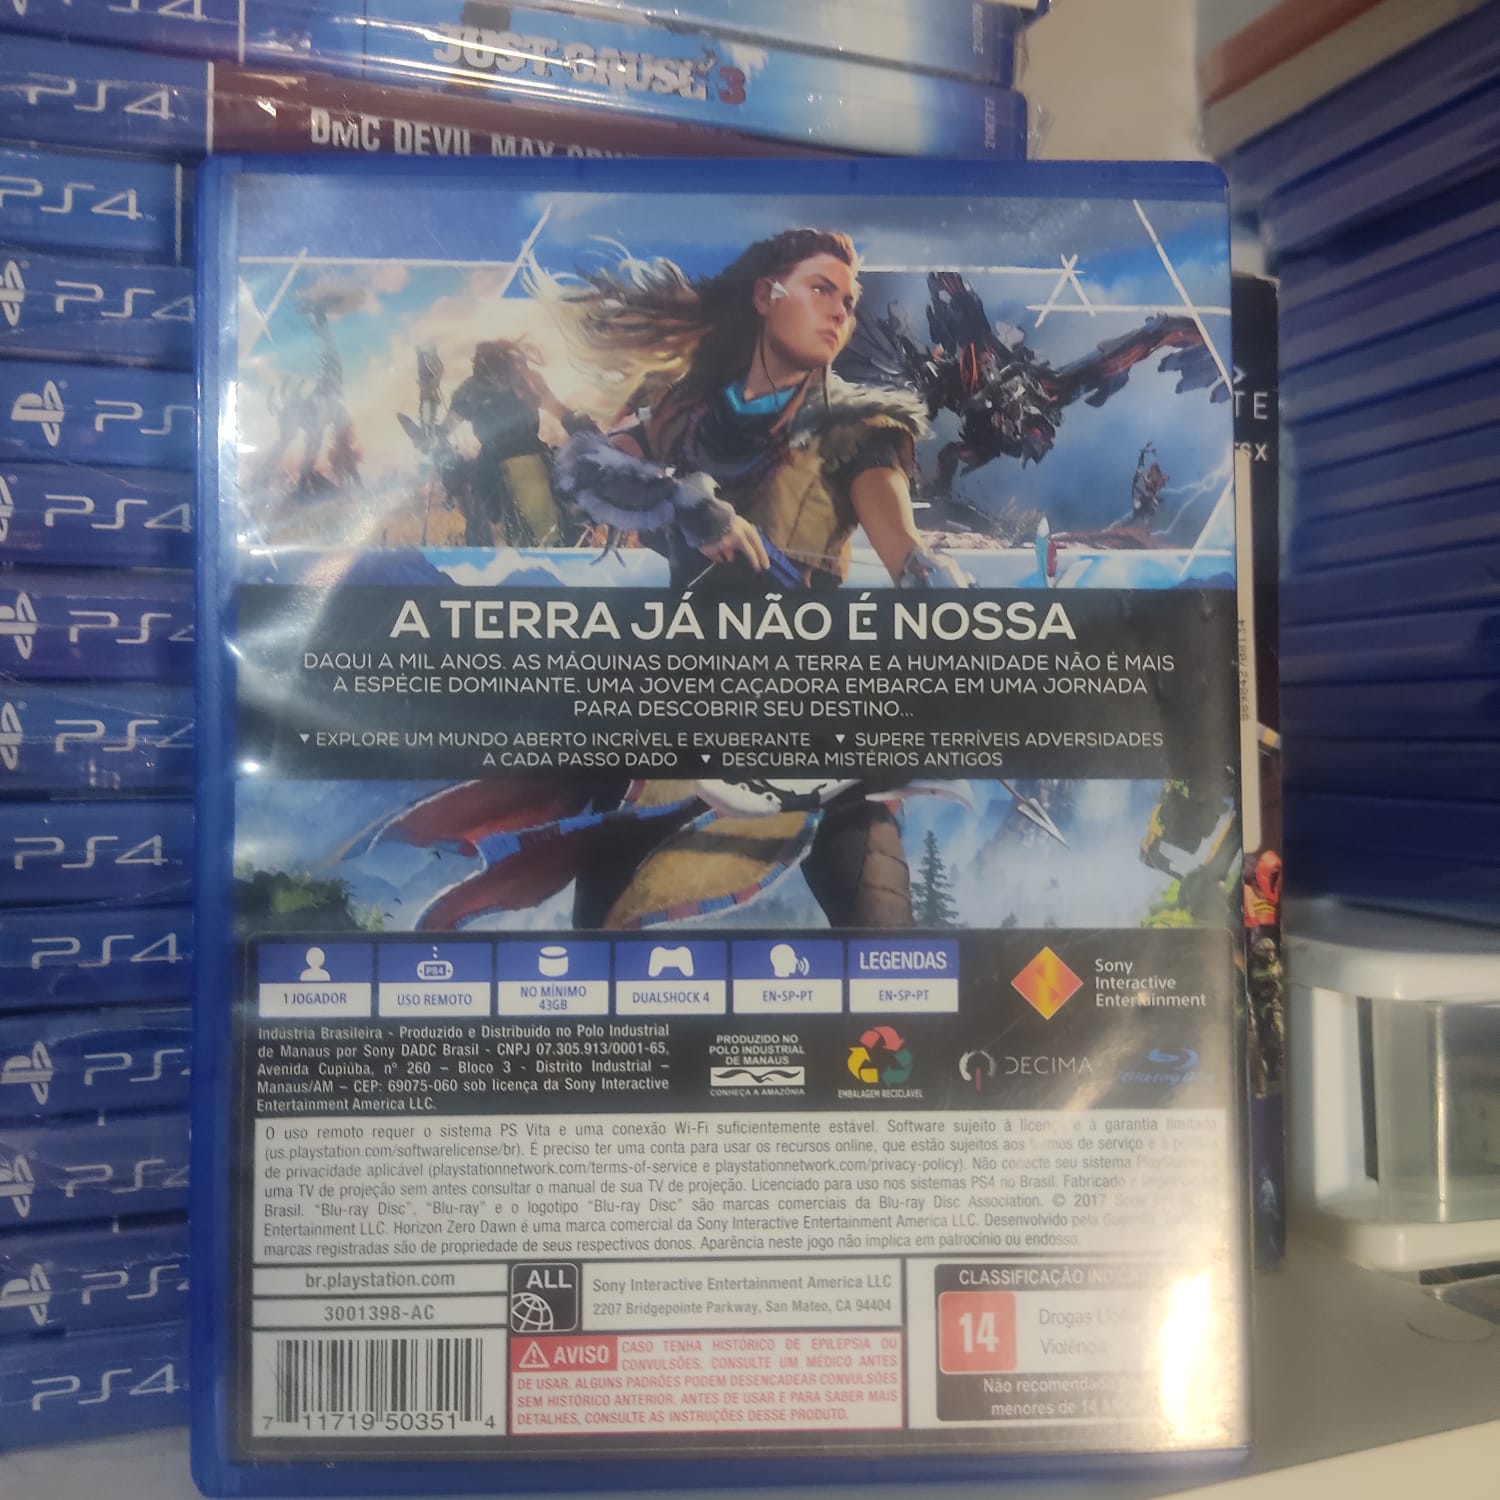 JUST CAUSE 3
PS4
DMC DEVIL MAY
PS4
PS4
PS4
PS4
PS4
PS4
PS4
PS4
PS4
A TERRA JÁ NÃO É NOSSA
DAQUI A MIL ANOS. AS MÁQUINAS DOMINAM A TERRA E A HUMANIDADE NÃO É MAIS
A ESPÉCIE DOMINANTE. UMA JOVEM CAÇADORA EMBARCA EM UMA JORNADA
PARA DESCOBRIR SEU DESTINO...
▼ EXPLORE UM MUNDO ABERTO INCRÍVEL E EXUBERANTE ▼ SUPERE TERRÍVEIS ADVERSIDADES
A CADA PASSO DADO ▼ DESCUBRA MISTÉRIOS ANTIGOS
LEGENDAS
PS4
1 JOGADOR
USO REMOTO
NO MÍNIMO
43GB
DUALSHOCK 4
EN•SP•PT
EN•SP•PT
Sony
Interactive
Entertainment
Indústria Brasileira - Produzido e Distribuído no Polo Industrial
de Manaus por Sony DADC Brasil - CNPJ 07.305.913/0001-65,
Avenida Cupiúba, nº 260 – Bloco 3 - Distrito Industrial –
Manaus/AM – CEP: 69075-060 sob licença da Sony Interactive
Entertainment America LLC.
PRODUZIDO NO
POLO INDUSTRIAL
DE MANAUS
CONHEÇA A AMAZÔNIA
EMBALAGEM RECICLÁVEL
DECIMA
Blu-ray Disc
O uso remoto requer o sistema PS Vita e uma conexão Wi-Fi suficientemente estável. Software sujeito à licença e à garantia limitada
(us.playstation.com/softwarelicense/br). É preciso ter uma conta para usar os recursos online, que estão sujeitos aos termos de serviço e à política
de privacidade aplicável (playstationnetwork.com/terms-of-service e playstationnetwork.com/privacy-policy). Não conecte seu sistema PlayStation a
uma TV de projeção sem antes consultar o manual de sua TV de projeção. Licenciado para uso nos sistemas PS4 no Brasil. Fabricado e
Brasil. “Blu-ray Disc”, “Blu-ray” e o logotipo “Blu-ray Disc” são marcas comerciais da Blu-ray Disc Association. © 2017 Sony
Entertainment LLC. Horizon Zero Dawn é uma marca comercial da Sony Interactive Entertainment America LLC. Desenvolvido pela
marcas registradas são de propriedade de seus respectivos donos. Aparência neste jogo não implica em patrocínio ou endosso.
br.playstation.com
3001398-AC
7 11719 50351 4
ALL
Sony Interactive Entertainment America LLC
2207 Bridgepointe Parkway, San Mateo, CA 94404
AVISO CASO TENHA HISTÓRICO DE EPILEPSIA OU
CONVULSÕES, CONSULTE UM MÉDICO ANTES
DE USAR. ALGUNS PADRÕES PODEM DESENCADEAR CONVULSÕES
SEM HISTÓRICO ANTERIOR. ANTES DE USAR E PARA SABER MAIS
DETALHES, CONSULTE AS INSTRUÇÕES DESSE PRODUTO.
CLASSIFICAÇÃO
14
Drogas
Violência
Não recomendado
menores de 14